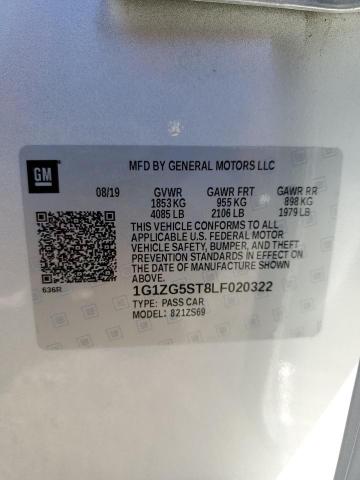 GM
MFD BY GENERAL MOTORS LLC
08/19 GVWR GAWR FRT GAWR RR
1853 KG 955 KG 898 KG
4085 LB 2106 LB 1979 LB
THIS VEHICLE CONFORMS TO ALL
APPLICABLE U.S. FEDERAL MOTOR
VEHICLE SAFETY, BUMPER, AND THEFT
PREVENTION STANDARDS IN EFFECT ON
THE DATE OF MANUFACTURE
SHOWN ABOVE.
636R
1G1ZG5ST8LF020322
TYPE: PASS CAR
MODEL: 821ZS69